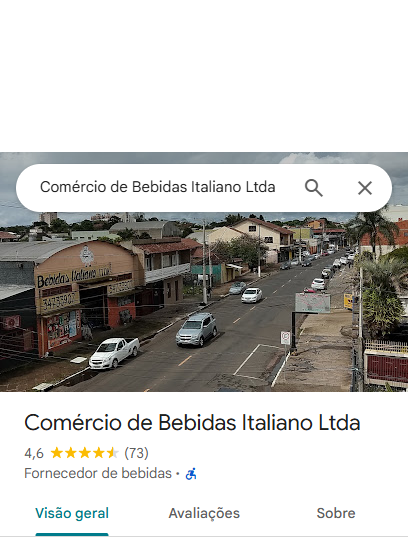 Comércio de Bebidas Italiano Ltda
Bebidas Italiano
Comércio de Bebidas Italiano Ltda
4,6 (73)
Fornecedor de bebidas ·
Visão geral
Avaliações
Sobre